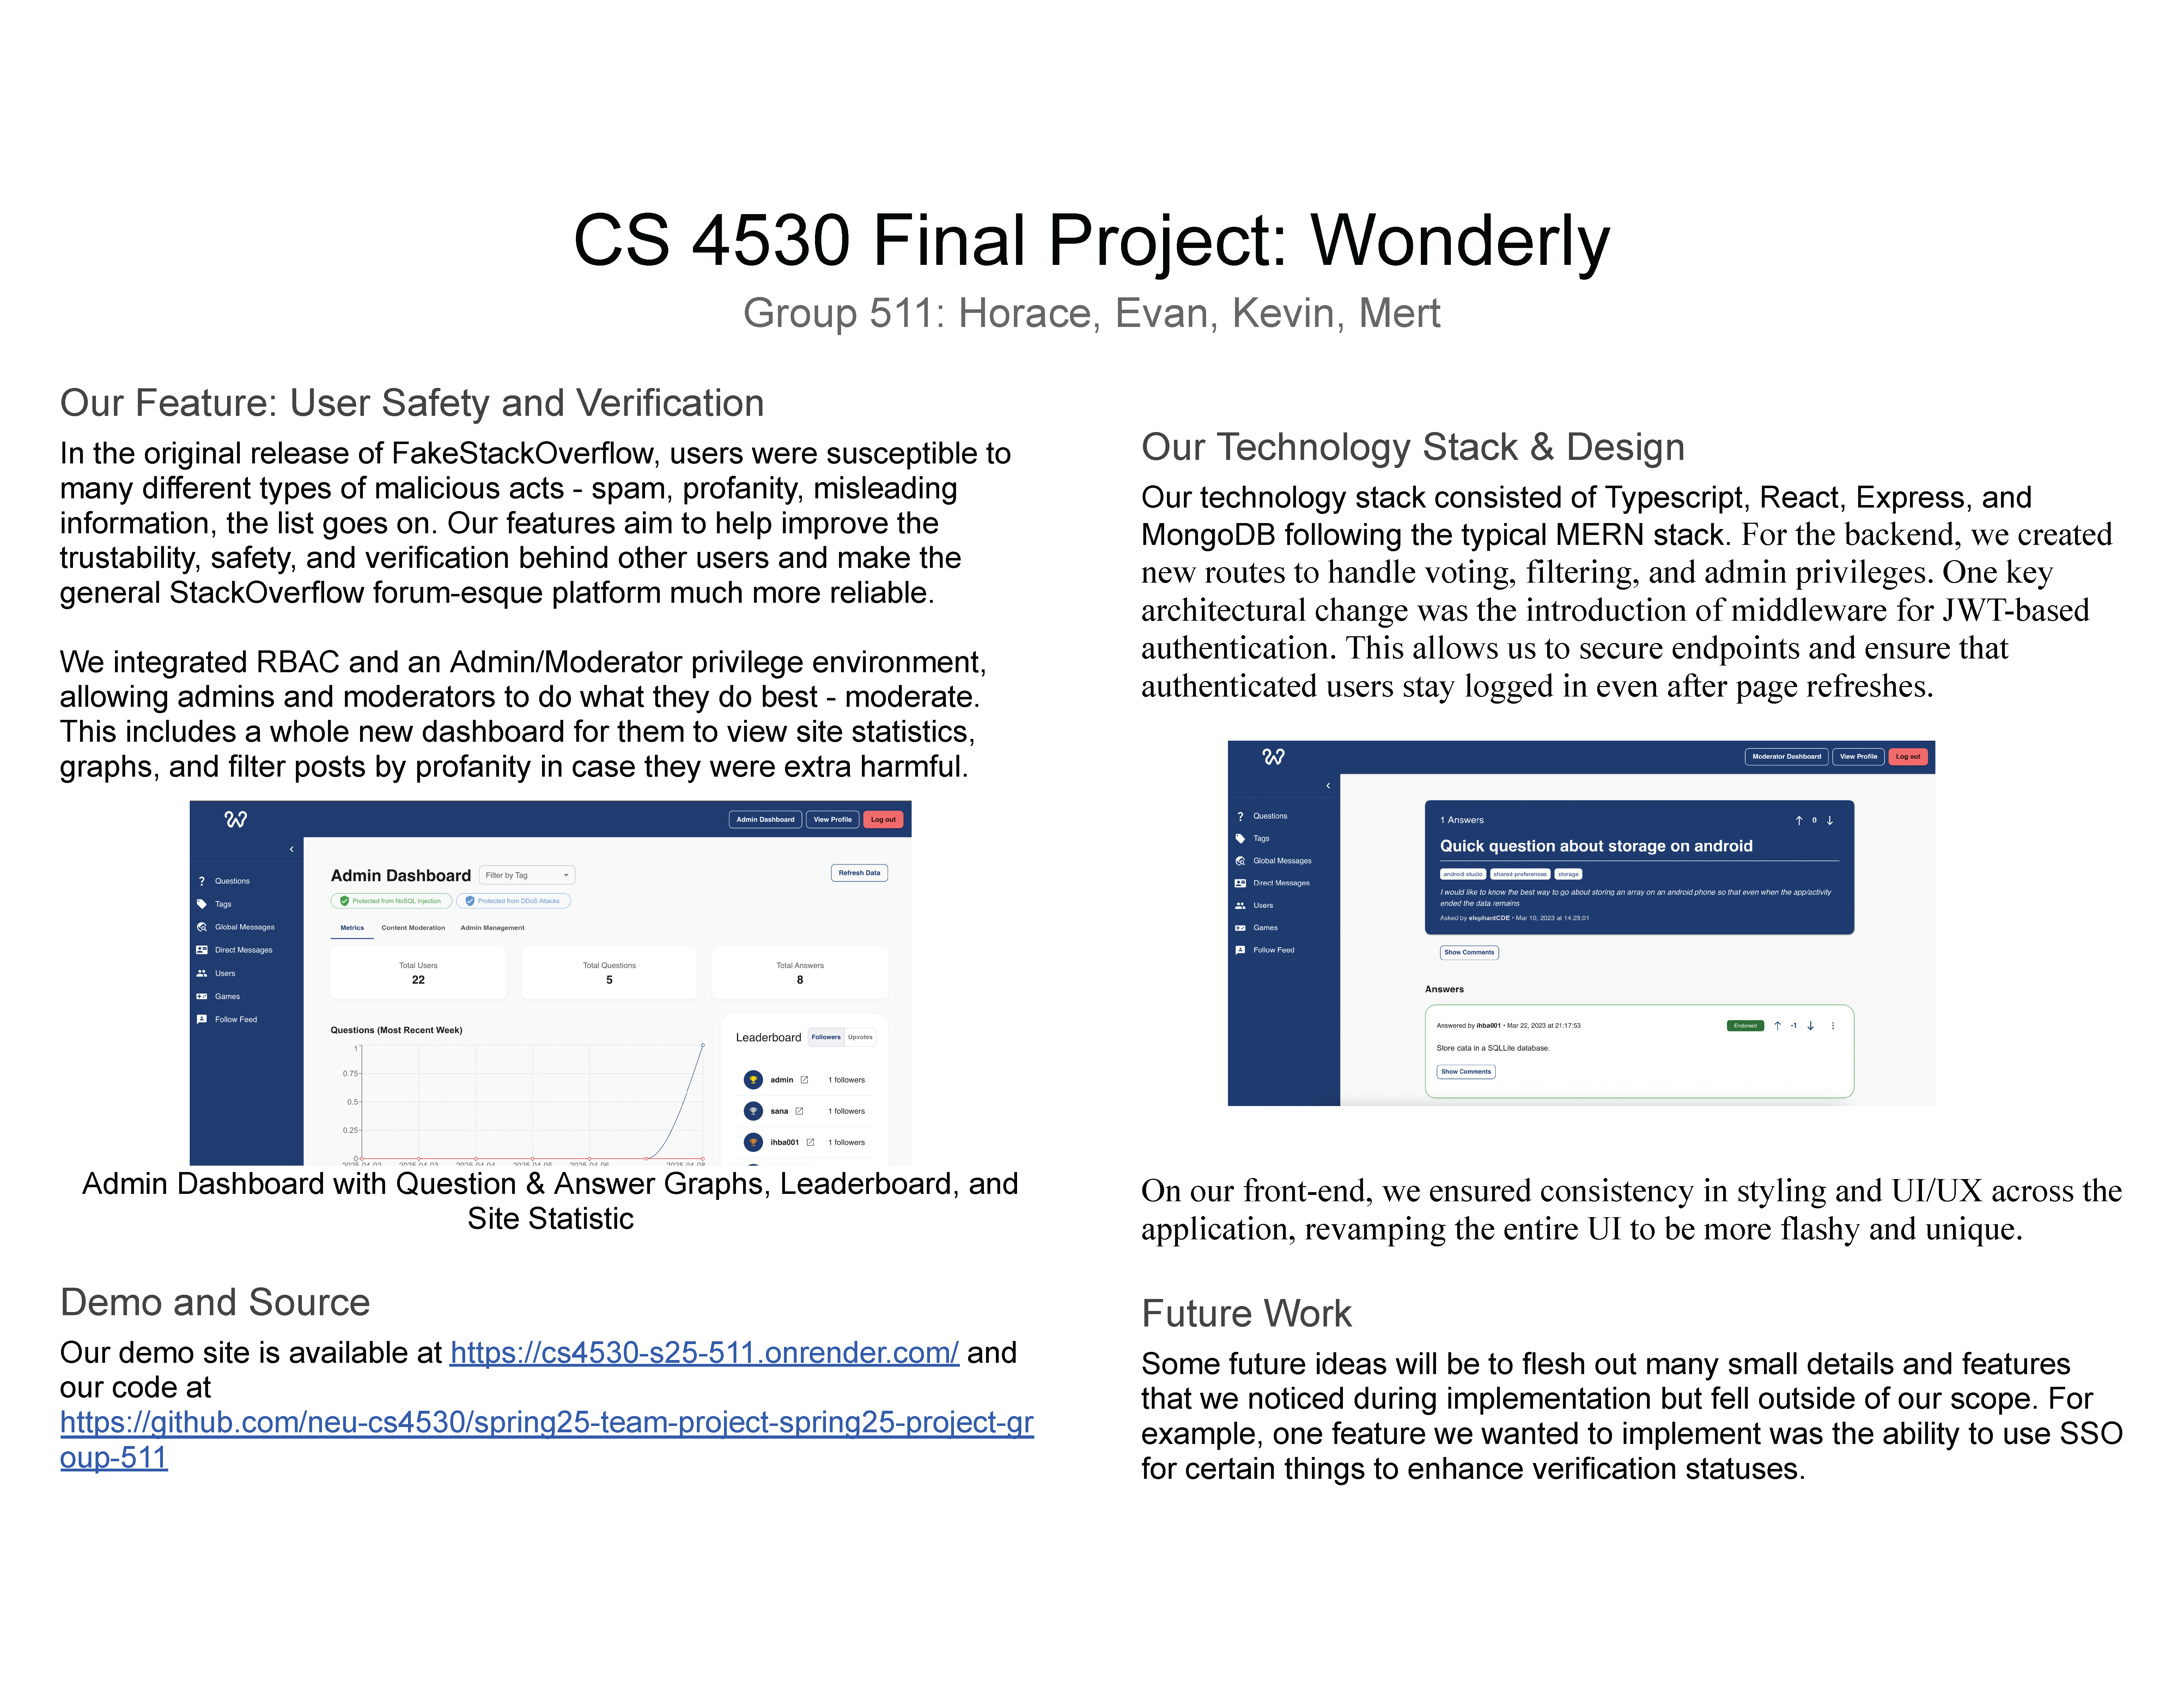 CS 4530 Final Project: Wonderly
Group 511: Horace, Evan, Kevin, Mert
Our Feature: User Safety and Verification
In the original release of FakeStackOverflow, users were susceptible to
many different types of malicious acts - spam, profanity, misleading
information, the list goes on. Our features aim to help improve the
trustability, safety, and verification behind other users and make the
general StackOverflow forum-esque platform much more reliable.
We integrated RBAC and an Admin/Moderator privilege environment,
allowing admins and moderators to do what they do best - moderate.
This includes a whole new dashboard for them to view site statistics,
graphs, and filter posts by profanity in case they were extra harmful.
Admin Dashboard
View Profile
Log out
Questions
Tags
Global Messages
Direct Messages
Users
Games
Follow Feed
Admin Dashboard
Filter by Tag
Refresh Data
Protected from NoSQL Injection
Protected from DDoS Attacks
Metrics
Content Moderation
Admin Management
Total Users
22
Total Questions
5
Total Answers
8
Questions (Most Recent Week)
1
0.75
0.5
0.25
0
2025-04-02
2025-04-03
2025-04-04
2025-04-05
2025-04-06
2025-04-08
Leaderboard
Followers
Upvotes
admin
1 followers
sana
1 followers
ihba001
1 followers
Admin Dashboard with Question & Answer Graphs, Leaderboard, and
Site Statistic
Demo and Source
Our demo site is available at https://cs4530-s25-511.onrender.com/ and
our code at
https://github.com/neu-cs4530/spring25-team-project-spring25-project-gr
oup-511
Our Technology Stack & Design
Our technology stack consisted of Typescript, React, Express, and
MongoDB following the typical MERN stack. For the backend, we created
new routes to handle voting, filtering, and admin privileges. One key
architectural change was the introduction of middleware for JWT-based
authentication. This allows us to secure endpoints and ensure that
authenticated users stay logged in even after page refreshes.
Moderator Dashboard
View Profile
Log out
Questions
Tags
Global Messages
Direct Messages
Users
Games
Follow Feed
1 Answers
0
Quick question about storage on android
android-studio
shared-preferences
storage
I would like to know the best way to go about storing an array on an android phone so that even when the app/activity
ended the data remains
Asked by elephantCDE • Mar 10, 2023 at 14:28:01
Show Comments
Answers
Answered by ihba001 • Mar 22, 2023 at 21:17:53
Endorsed
-1
Store data in a SQLLite database.
Show Comments
On our front-end, we ensured consistency in styling and UI/UX across the
application, revamping the entire UI to be more flashy and unique.
Future Work
Some future ideas will be to flesh out many small details and features
that we noticed during implementation but fell outside of our scope. For
example, one feature we wanted to implement was the ability to use SSO
for certain things to enhance verification statuses.